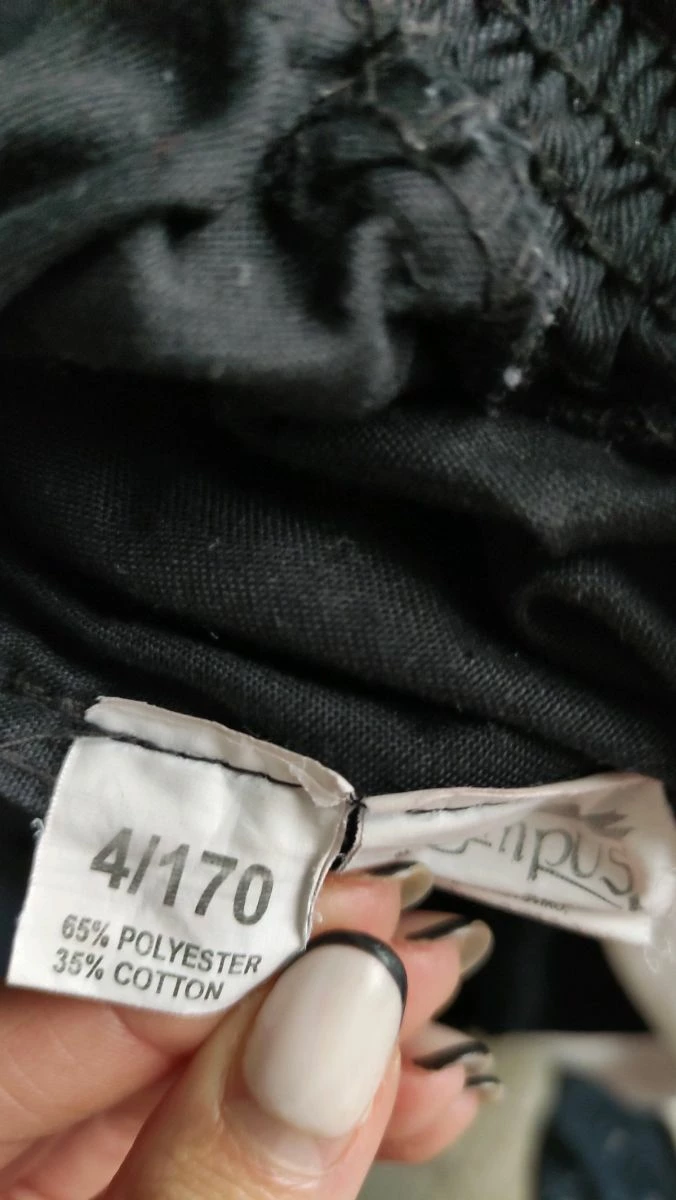 4/170
65% POLYESTER
35% COTTON